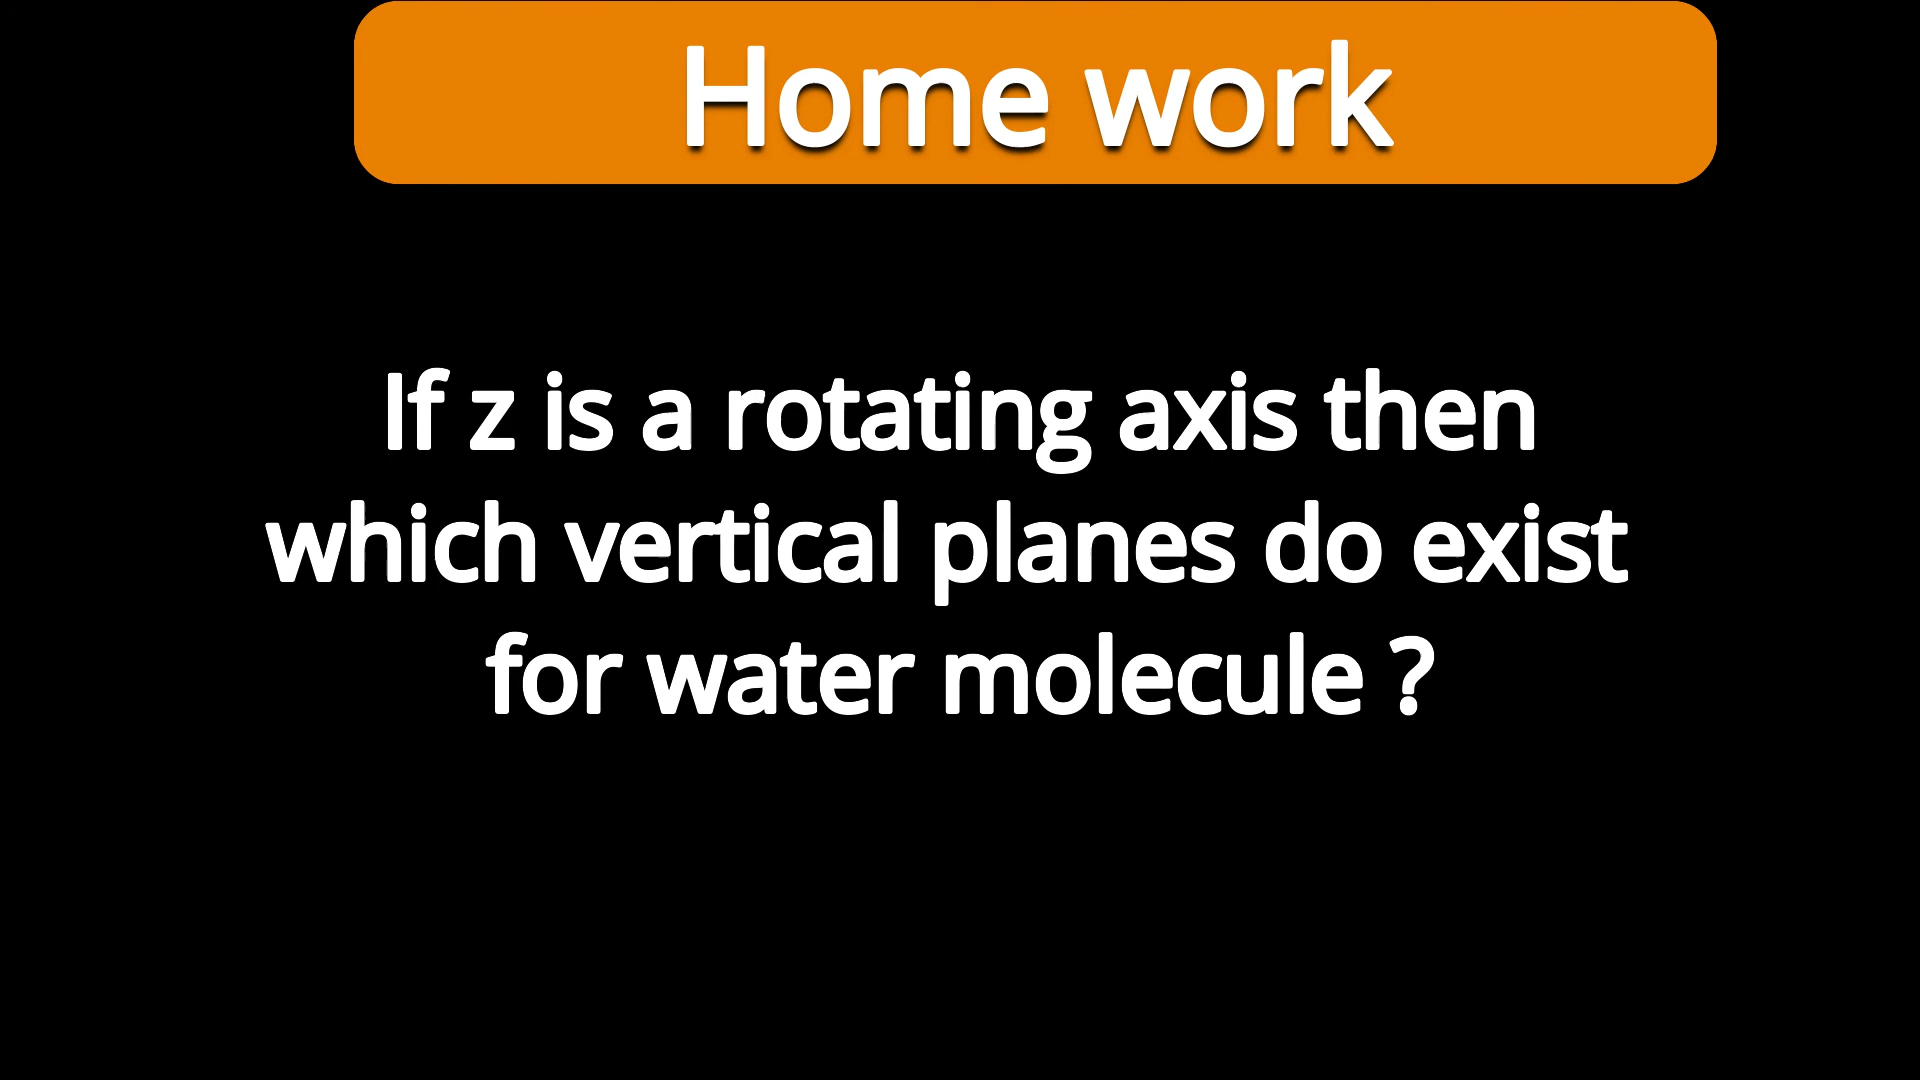 Home work
If z is a rotating axis then
which vertical planes do exist
for water molecule ?